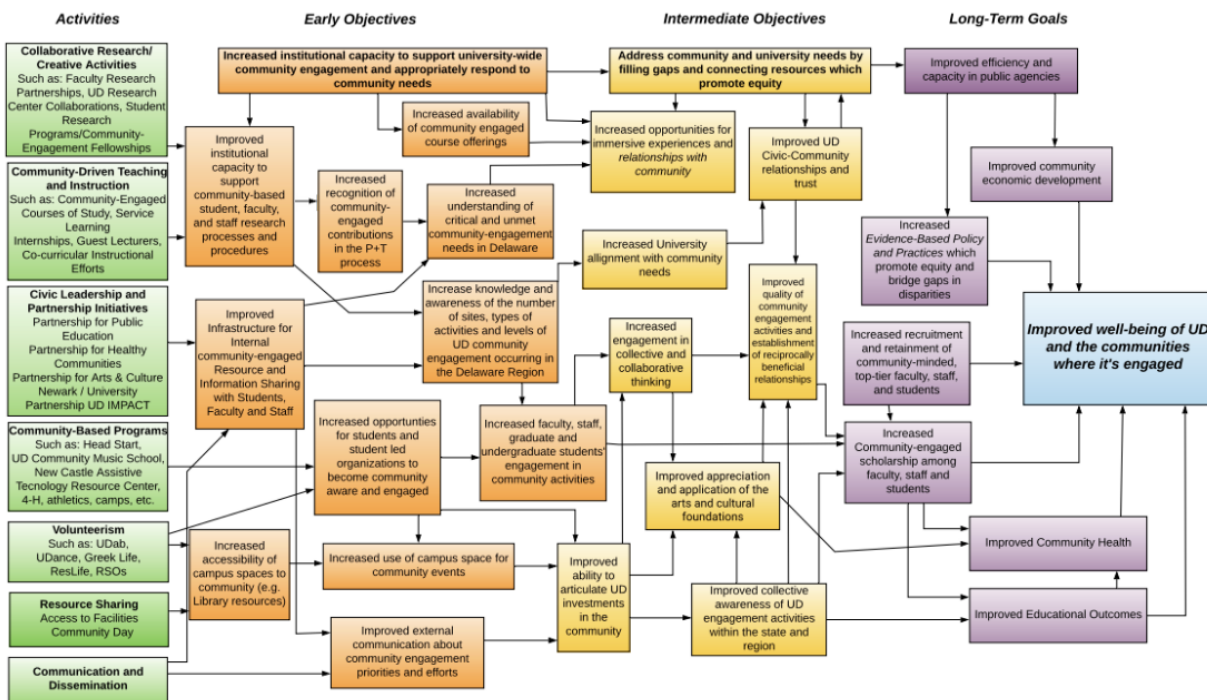 Activities
Early Objectives
Intermediate Objectives
Long-Term Goals
Collaborative Research/
Creative Activities
Such as: Faculty Research
Partnerships, UD Research
Center Collaborations, Student
Research
Programs/Community-
Engagement Fellowships
Community-Driven Teaching
and Instruction
Such as: Community-Engaged
Courses of Study, Service
Learning
Internships, Guest Lecturers,
Co-curricular Instructional
Efforts
Civic Leadership and
Partnership Initiatives
Partnership for Public
Education
Partnership for Healthy
Communities
Partnership for Arts & Culture
Newark / University
Partnership UD IMPACT
Community-Based Programs
Such as: Head Start,
UD Community Music School,
New Castle Assistive
Tecnology Resource Center,
4-H, athletics, camps, etc.
Volunteerism
Such as: UDab,
UDance, Greek Life,
ResLife, RSOs
Resource Sharing
Access to Facilities
Community Day
Communication and
Dissemination
Increased institutional capacity to support university-wide
community engagement and appropriately respond to
community needs
Increased availability
of community engaged
course offerings
Improved
institutional
capacity to
support
community-based
student, faculty,
and staff research
processes and
procedures
Increased
recognition of
community-
engaged
contributions
in the P+T
process
Increased
understanding of
critical and unmet
community-engagement
needs in Delaware
Increase knowledge and
awareness of the number
of sites, types of
activities and levels of
UD community
engagement occurring in
the Delaware Region
Improved
Infrastructure for
Internal
community-engaged
Resource and
Information Sharing
with Students,
Faculty and Staff
Increased opportunities
for students and
student led
organizations to
become community
aware and engaged
Increased faculty, staff,
graduate and
undergraduate students'
engagement in
community activities
Increased
accessibility of
campus spaces to
community (e.g.
Library resources)
Increased use of campus space for
community events
Improved external
communication about
community engagement
priorities and efforts
Address community and university needs by
filling gaps and connecting resources which
promote equity
Increased opportunities for
immersive experiences and
relationships with
community
Improved UD
Civic-Community
relationships and
trust
Increased University
allignment with community
needs
Improved
quality of
community
engagement
activities and
establishment of
reciprocally
beneficial
relationships
Increased
engagement in
collective and
collaborative
thinking
Improved appreciation
and application of the
arts and cultural
foundations
Improved
ability to
articulate UD
investments
in the
community
Improved collective
awareness of UD
engagement activities
within the state and
region
Improved efficiency and
capacity in public agencies
Improved community
economic development
Increased
Evidence-Based Policy
and Practices which
promote equity and
bridge gaps in
disparities
Increased recruitment
and retainment of
community-minded,
top-tier faculty, staff,
and students
Increased
Community-engaged
scholarship among
faculty, staff and
students
Improved Community Health
Improved Educational Outcomes
Improved well-being of UD
and the communities
where it's engaged